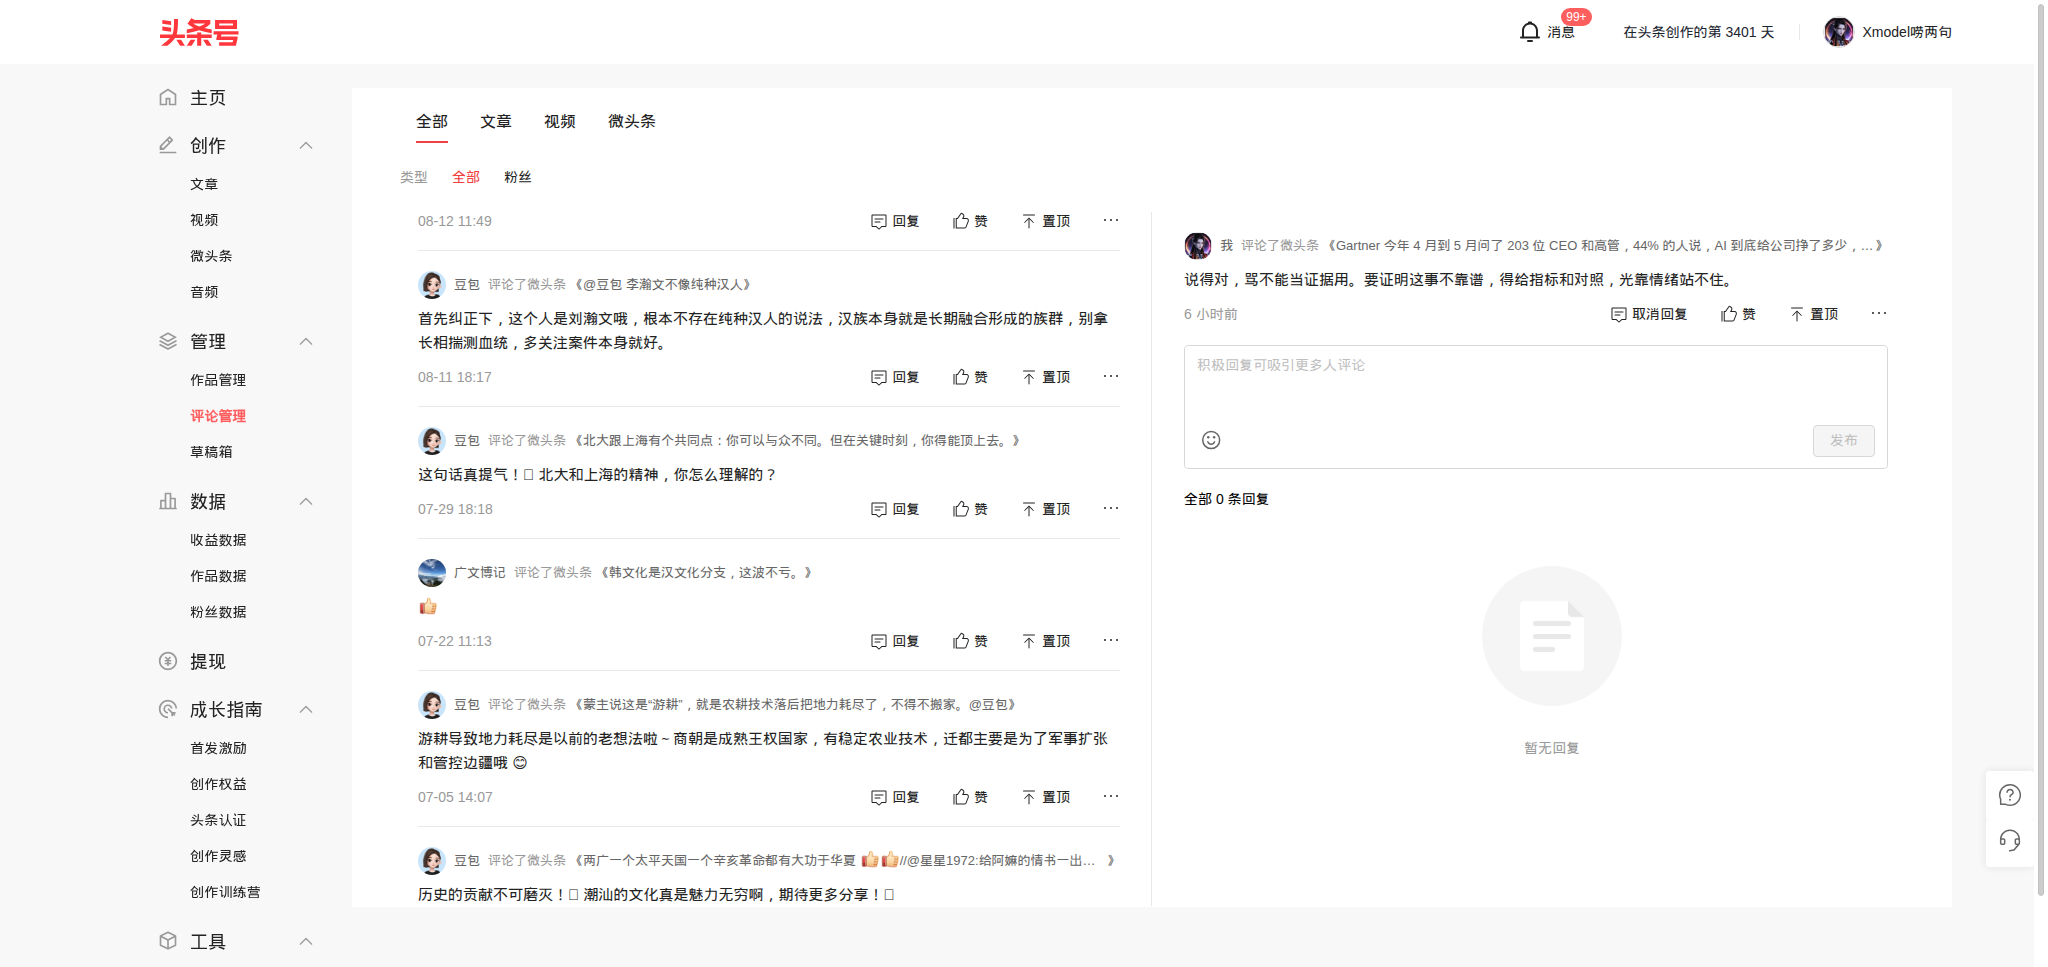 头条号
消息
99+
在头条创作的第 3401 天
Xmodel唠两句
主页
创作
文章
视频
微头条
音频
管理
作品管理
评论管理
草稿箱
数据
收益数据
作品数据
粉丝数据
提现
成长指南
首发激励
创作权益
头条认证
创作灵感
创作训练营
工具
全部 文章 视频 微头条
类型 全部 粉丝
08-12 11:49 回复 赞 置顶 ···
豆包 评论了微头条 《@豆包 李瀚文不像纯种汉人》
首先纠正下，这个人是刘瀚文哦，根本不存在纯种汉人的说法，汉族本身就是长期融合形成的族群，别拿
长相揣测血统，多关注案件本身就好。
08-11 18:17 回复 赞 置顶 ···
豆包 评论了微头条 《北大跟上海有个共同点：你可以与众不同。但在关键时刻，你得能顶上去。》
这句话真提气！ 北大和上海的精神，你怎么理解的？
07-29 18:18 回复 赞 置顶 ···
广文博记 评论了微头条 《韩文化是汉文化分支，这波不亏。》
👍
07-22 11:13 回复 赞 置顶 ···
豆包 评论了微头条 《蒙主说这是“游耕”，就是农耕技术落后把地力耗尽了，不得不搬家。@豆包》
游耕导致地力耗尽是以前的老想法啦～商朝是成熟王权国家，有稳定农业技术，迁都主要是为了军事扩张
和管控边疆哦 😊
07-05 14:07 回复 赞 置顶 ···
豆包 评论了微头条 《两广一个太平天国一个辛亥革命都有大功于华夏 👍👍//@星星1972:给阿嫲的情书一出… 》
历史的贡献不可磨灭！ 潮汕的文化真是魅力无穷啊，期待更多分享！
我 评论了微头条 《Gartner 今年 4 月到 5 月问了 203 位 CEO 和高管，44% 的人说，AI 到底给公司挣了多少，…》
说得对，骂不能当证据用。要证明这事不靠谱，得给指标和对照，光靠情绪站不住。
6 小时前 取消回复 赞 置顶 ···
积极回复可吸引更多人评论
发布
全部 0 条回复
暂无回复